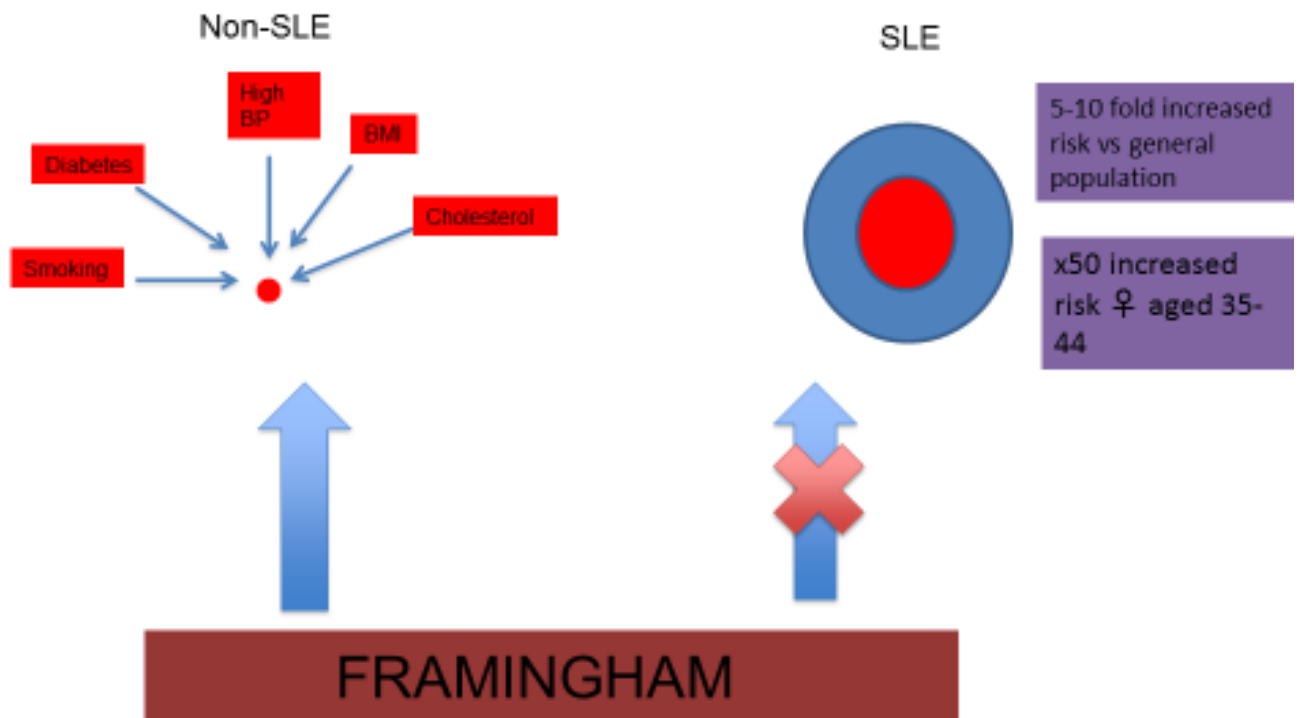 Non-SLE
SLE
High
BP
BMI
Diabetes
Cholesterol
Smoking
5-10 fold increased
risk vs general
population
x50 increased
risk ♀ aged 35-
44
FRAMINGHAM